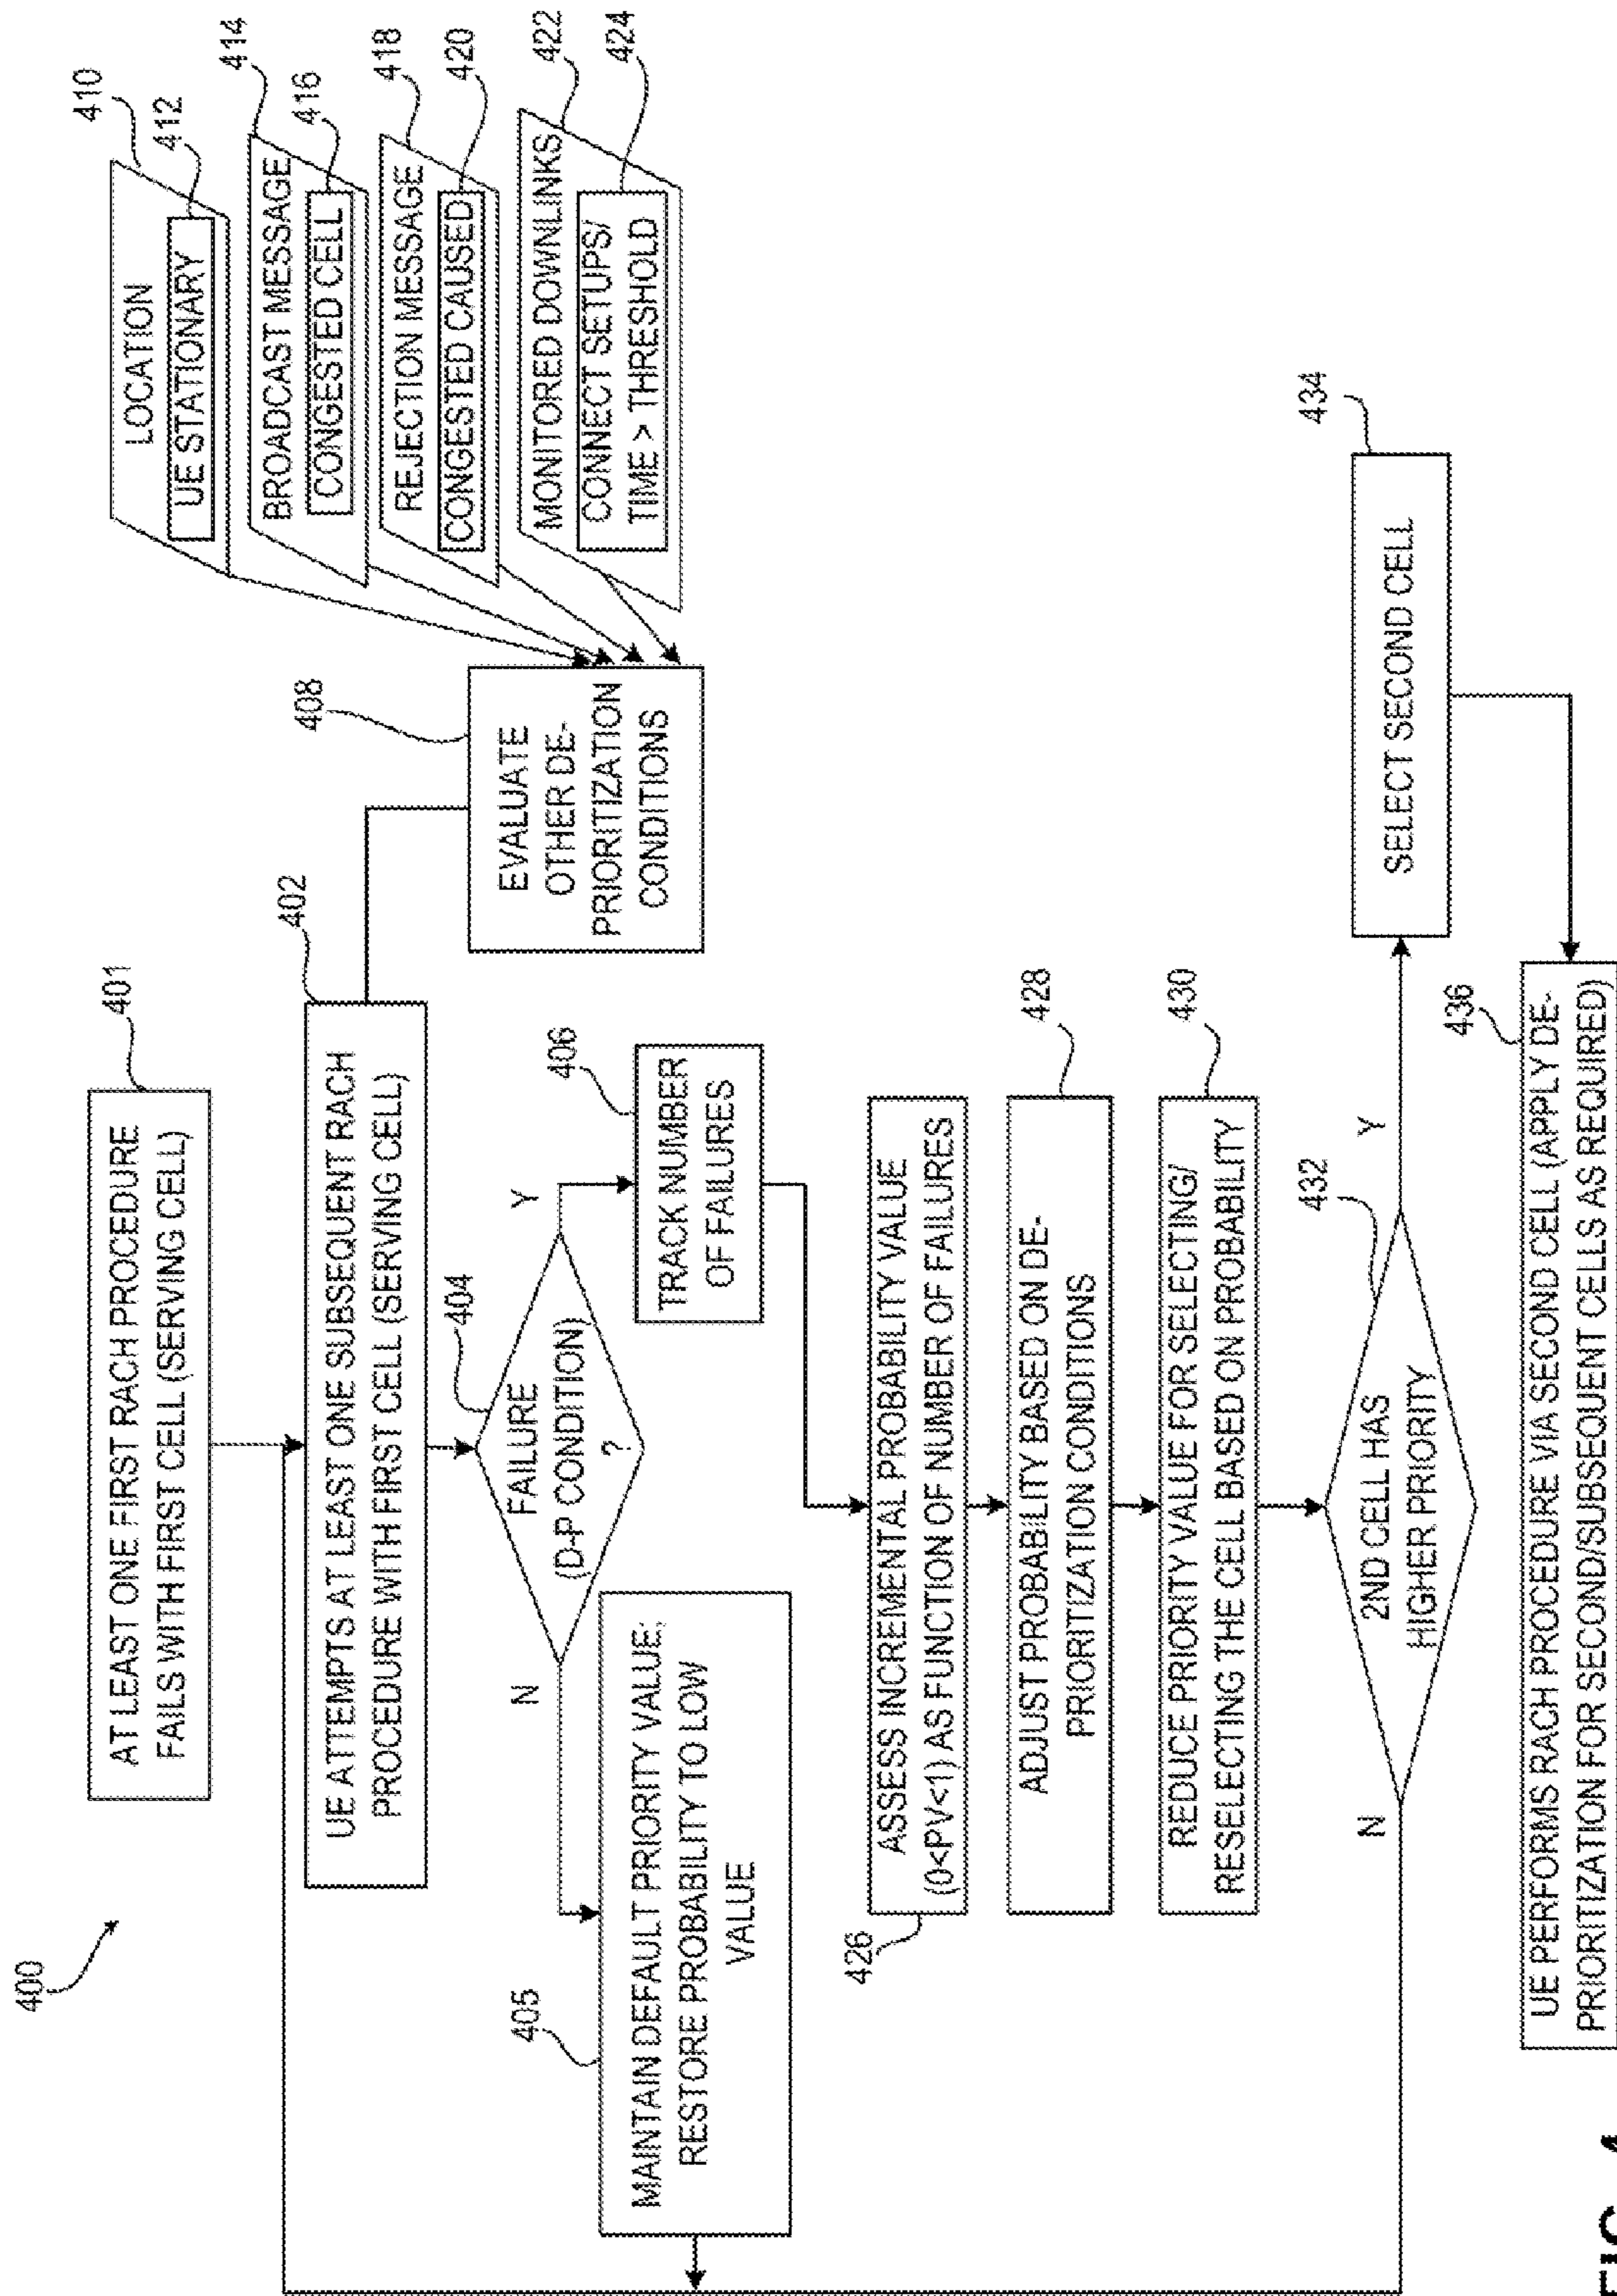 400
AT LEAST ONE FIRST RACH PROCEDURE
FAILS WITH FIRST CELL (SERVING CELL)
401
UE ATTEMPTS AT LEAST ONE SUBSEQUENT RACH
PROCEDURE WITH FIRST CELL (SERVING CELL)
402
FAILURE
(D-P CONDITION)
?
404
N
Y
MAINTAIN DEFAULT PRIORITY VALUE;
RESTORE PROBABILITY TO LOW
VALUE
405
TRACK NUMBER
OF FAILURES
406
EVALUATE
OTHER DE-
PRIORITIZATION
CONDITIONS
408
LOCATION
410
UE STATIONARY
412
BROADCAST MESSAGE
414
CONGESTED CELL
416
REJECTION MESSAGE
418
CONGESTED CAUSED
420
MONITORED DOWNLINKS
422
CONNECT SETUPS/
TIME > THRESHOLD
424
ASSESS INCREMENTAL PROBABILITY VALUE
(0<PV<1) AS FUNCTION OF NUMBER OF FAILURES
426
ADJUST PROBABILITY BASED ON DE-
PRIORITIZATION CONDITIONS
428
REDUCE PRIORITY VALUE FOR SELECTING/
RESELECTING THE CELL BASED ON PROBABILITY
430
2ND CELL HAS
HIGHER PRIORITY
432
N
Y
SELECT SECOND CELL
434
UE PERFORMS RACH PROCEDURE VIA SECOND CELL (APPLY DE-
PRIORITIZATION FOR SECOND/SUBSEQUENT CELLS AS REQUIRED)
436